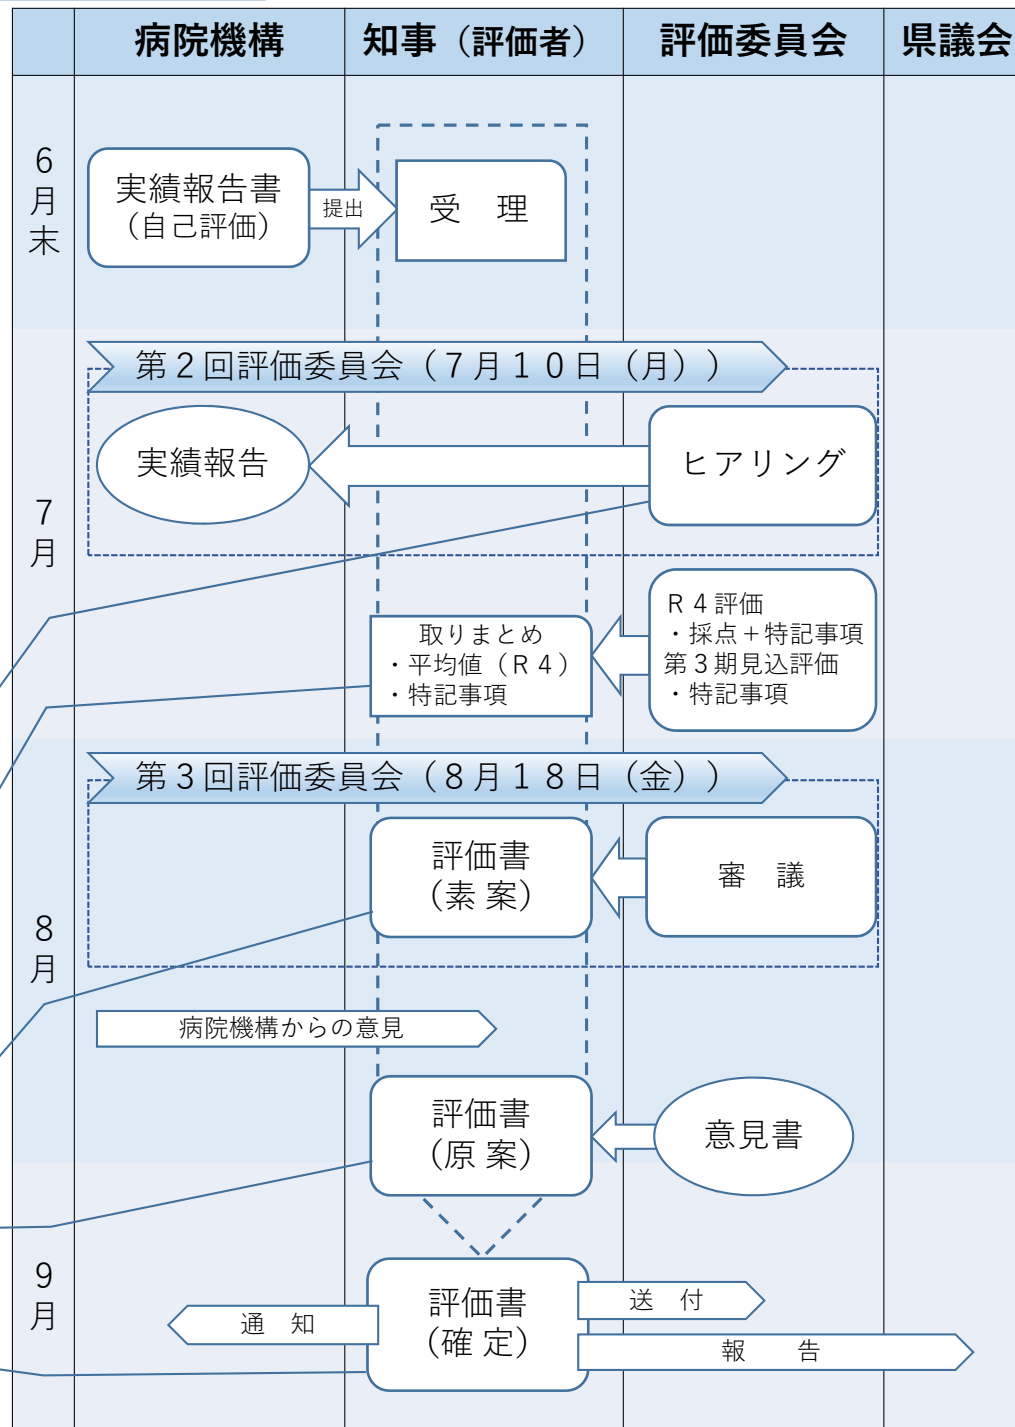 病院機構
知事（評価者）
評価委員会
県議会
6月末
実績報告書
（自己評価）
提出
受　理
7月
第２回評価委員会（７月１０日（月））
実績報告
ヒアリング
Ｒ４評価
・採点＋特記事項
第３期見込評価
・特記事項
取りまとめ
・平均値（Ｒ４）
・特記事項
8月
第３回評価委員会（８月１８日（金））
評価書
（素 案）
審　議
病院機構からの意見
評価書
（原 案）
意見書
9月
評価書
（確 定）
通　知
送　付
報　　告